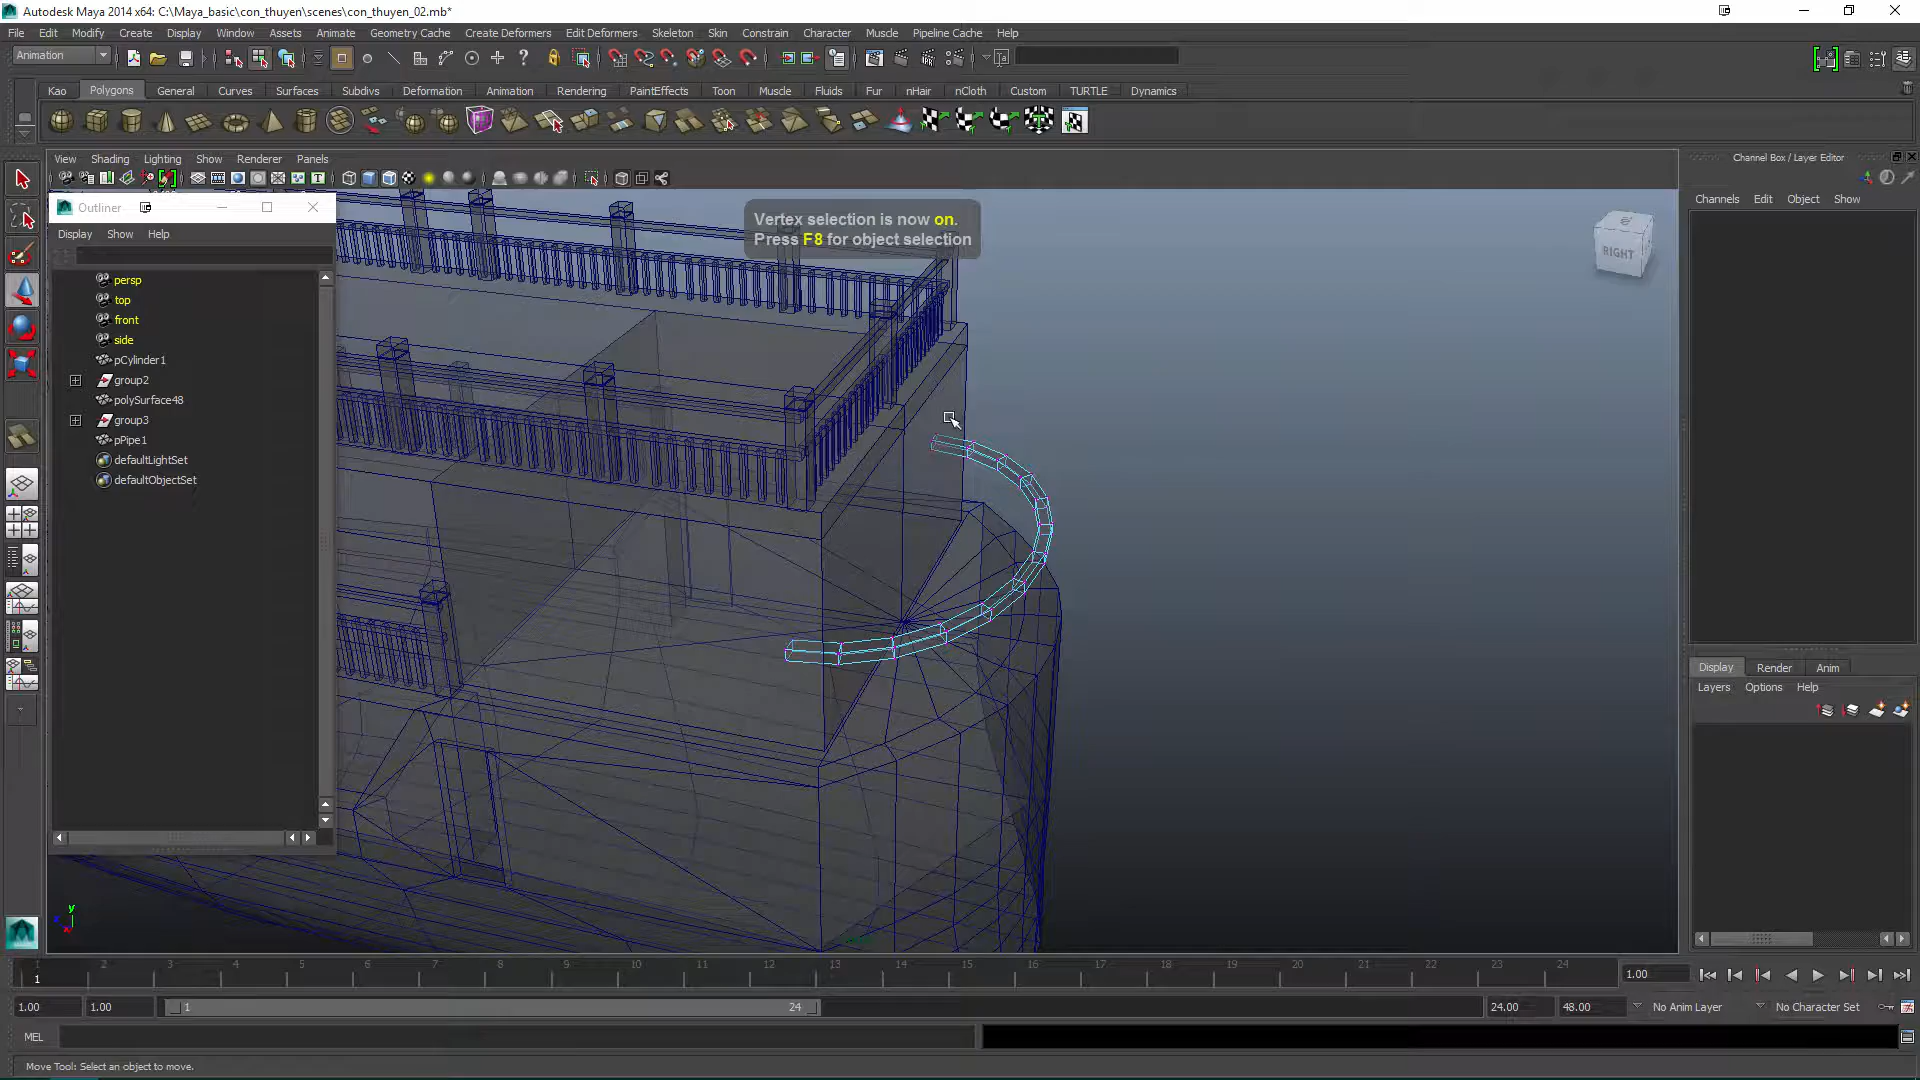 Autodesk Maya 2014 x64: C:\Maya_basic\con_thuyen\scenes\con_thuyen_02.mb*
File Edit Modify Create Display Window Assets Animate Geometry Cache Create Deformers Edit Deformers Skeleton Skin Constrain Character Muscle Pipeline Cache Help
Animation
Kao Polygons General Curves Surfaces Subdivs Deformation Animation Rendering PaintEffects Toon Muscle Fluids Fur nHair nCloth Custom TURTLE Dynamics
View Shading Lighting Show Renderer Panels
Channel Box / Layer Editor
Channels Edit Object Show
Outliner
Display Show Help
persp
top
front
side
pCylinder1
group2
polySurface48
group3
pPipe1
defaultLightSet
defaultObjectSet
Vertex selection is now on.
Press F8 for object selection
RIGHT
y
Display Render Anim
Layers Options Help
1 2 3 4 5 6 7 8 9 10 11 12 13 14 15 16 17 18 19 20 21 22 23 24
1
1.00
1.00 1.00 1 24 24.00 48.00 No Anim Layer No Character Set
MEL
Move Tool: Select an object to move.